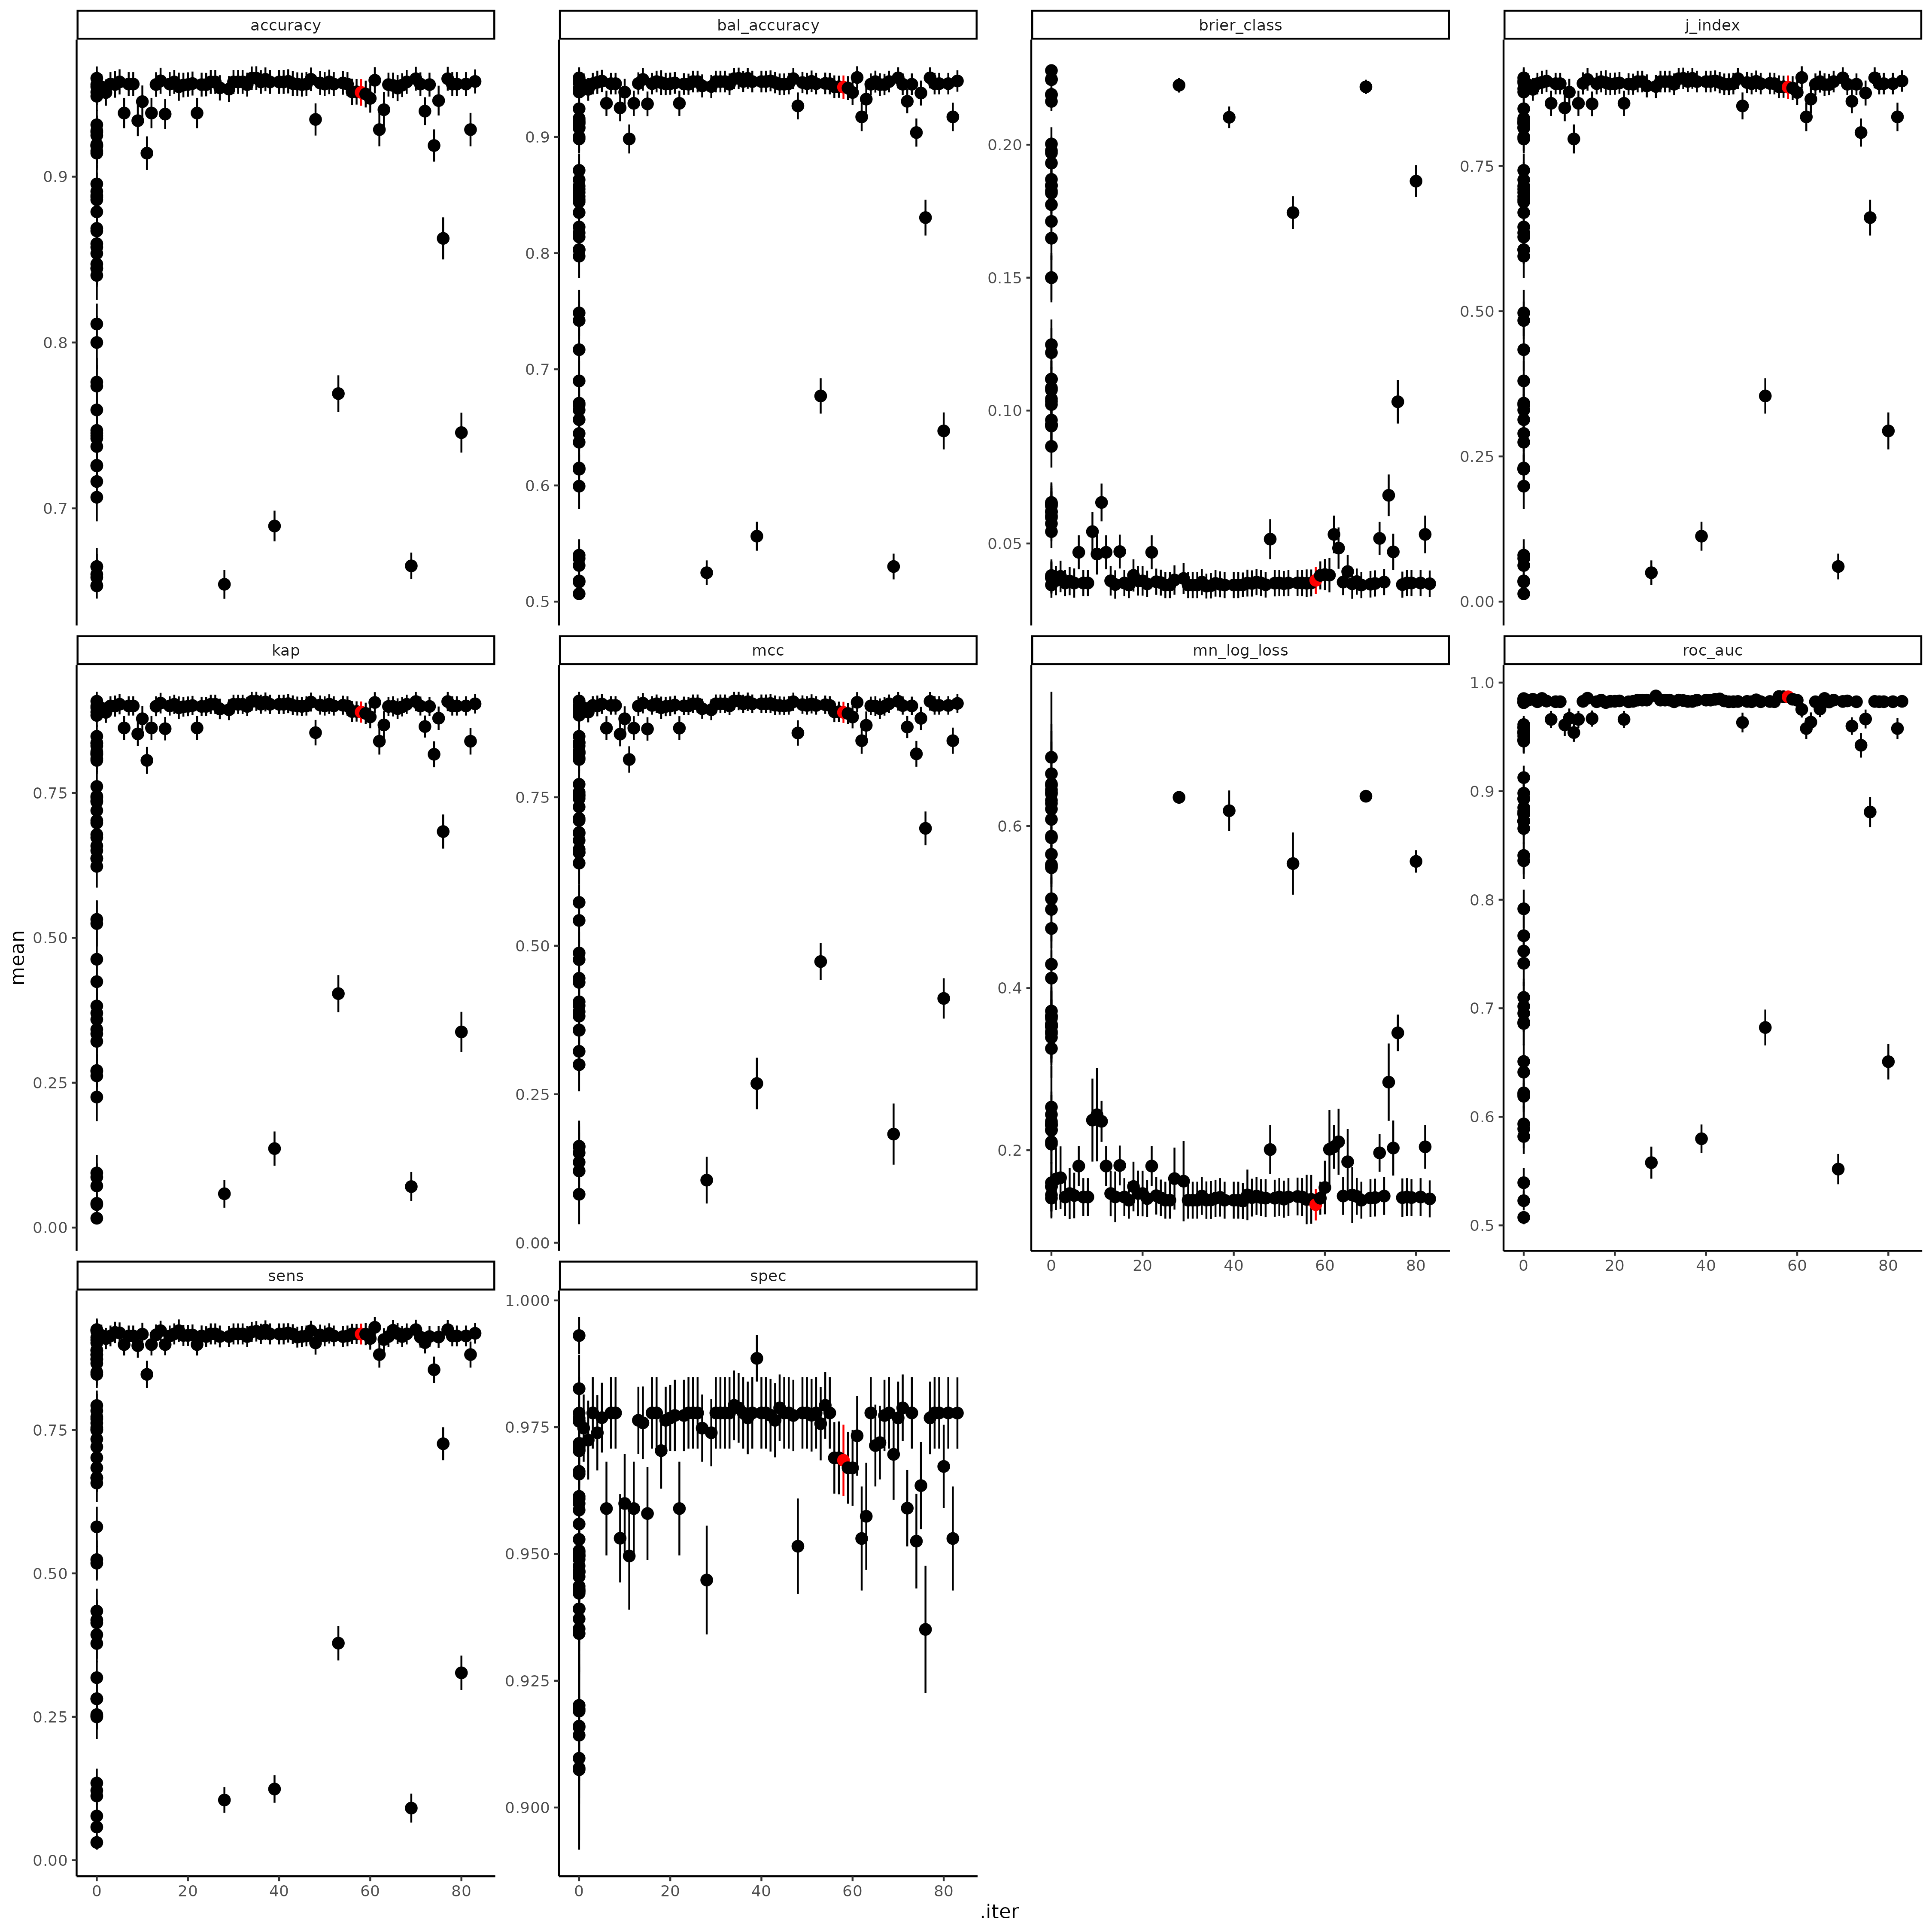 accuracy bal_accuracy brier_class j_index
0.9 0.8 0.7
0.9 0.8 0.7 0.6 0.5
0.20 0.15 0.10 0.05
0.75 0.50 0.25 0.00
kap mcc mn_log_loss roc_auc
0.75 0.50 0.25 0.00
0.75 0.50 0.25 0.00
0.6 0.4 0.2
1.0 0.9 0.8 0.7 0.6 0.5
0 20 40 60 80
0 20 40 60 80
sens spec
0.75 0.50 0.25 0.00
1.000 0.975 0.950 0.925 0.900
0 20 40 60 80
0 20 40 60 80
mean
.iter